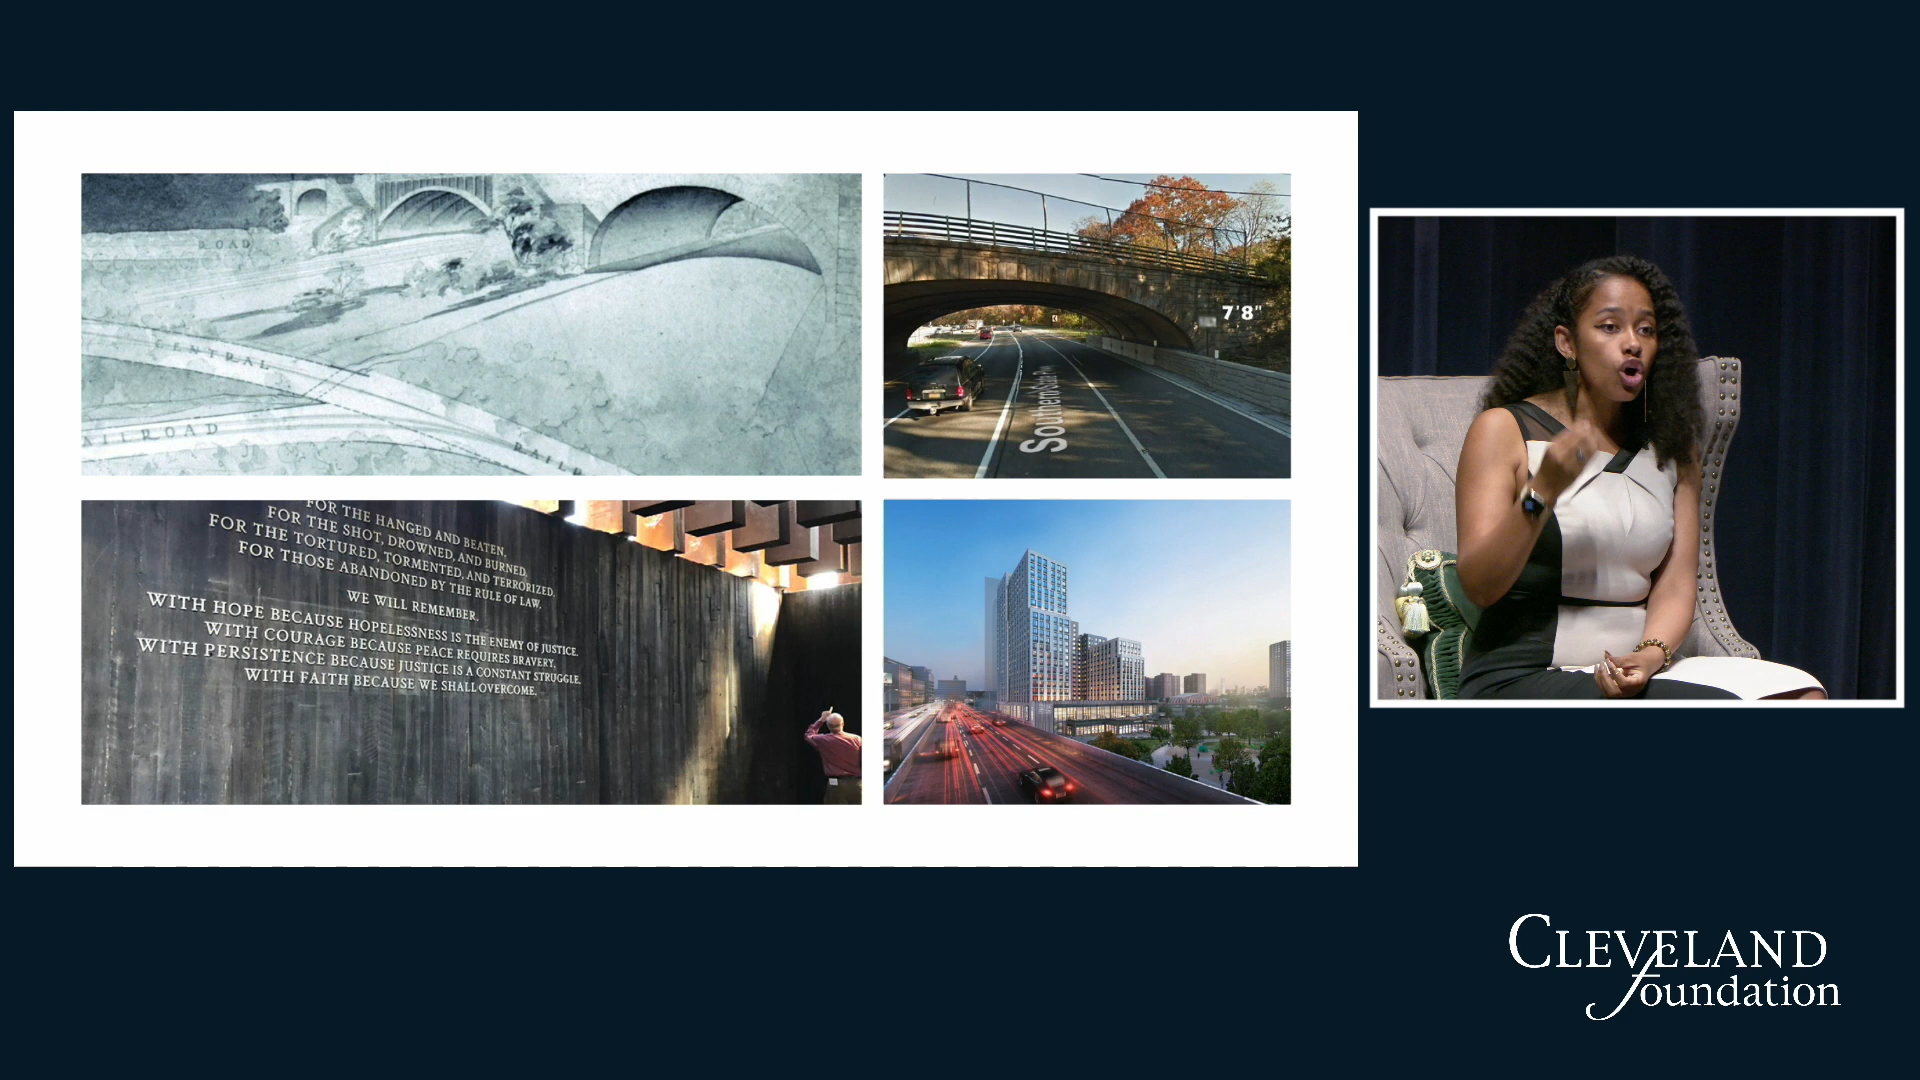 ROAD
CENTRAL
RAILROAD
7'8"
Southern State
FOR THE HANGED AND BEATEN,
FOR THE SHOT, DROWNED, AND BURNED,
FOR THE TORTURED, TORMENTED, AND TERRORIZED.
FOR THOSE ABANDONED BY THE RULE OF LAW,
WE WILL REMEMBER.
WITH HOPE BECAUSE HOPELESSNESS IS THE ENEMY OF JUSTICE.
WITH COURAGE BECAUSE PEACE REQUIRES BRAVERY.
WITH PERSISTENCE BECAUSE JUSTICE IS A CONSTANT STRUGGLE.
WITH FAITH BECAUSE WE SHALL OVERCOME.
CLEVELAND
foundation